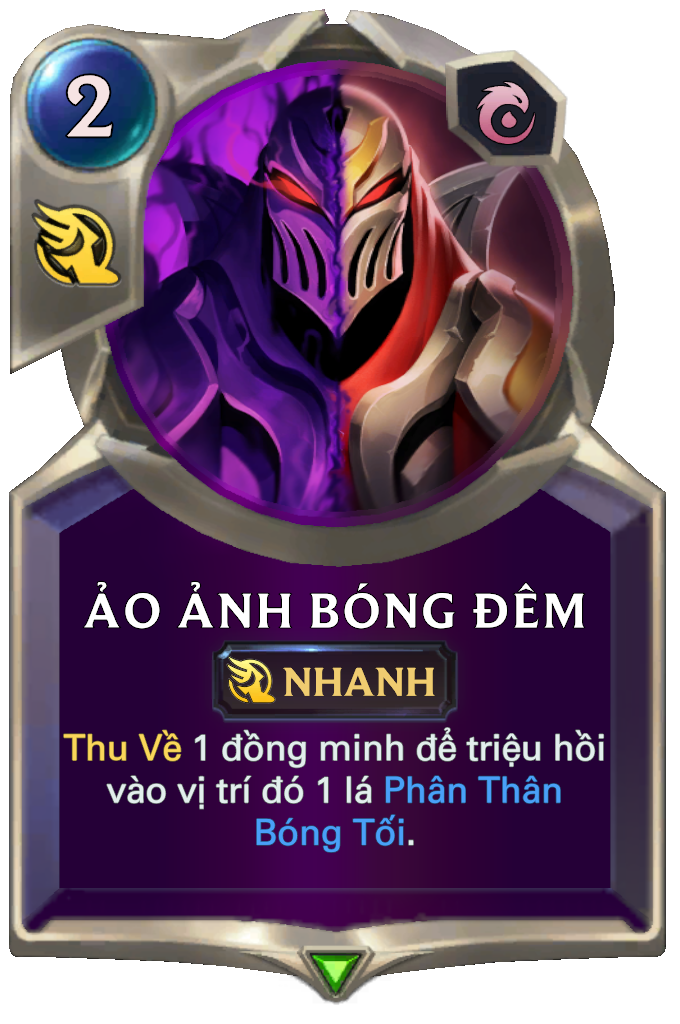 2
ẢO ẢNH BÓNG ĐÊM
NHANH
Thu Về 1 đồng minh để triệu hồi
vào vị trí đó 1 lá Phân Thân
Bóng Tối.